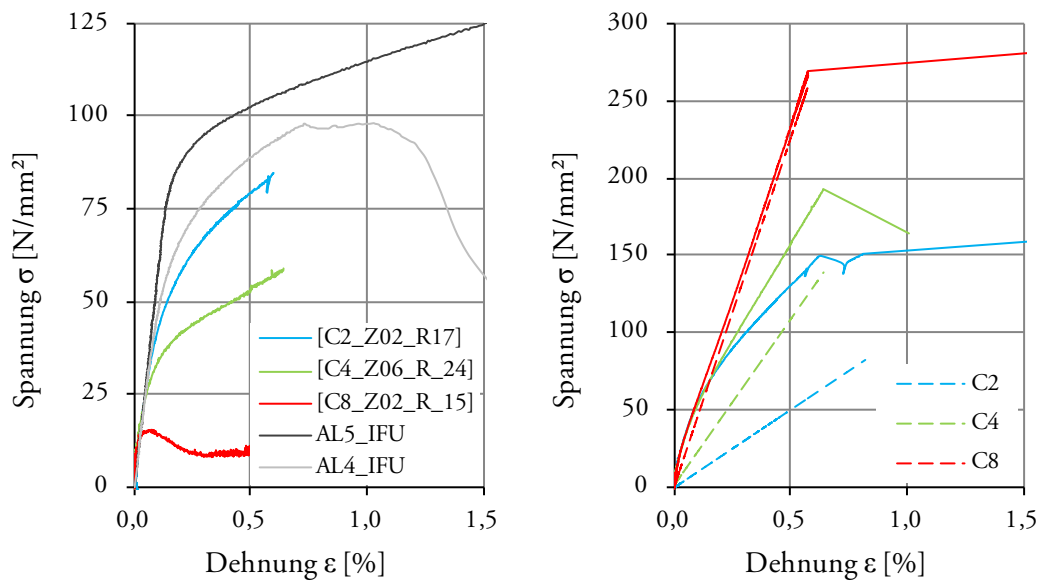 Spannung σ [N/mm²]
125
100
75
50
25
0
0,0
0,5
1,0
1,5
Dehnung ε [%]
[C2_Z02_R17]
[C4_Z06_R_24]
[C8_Z02_R_15]
AL5_IFU
AL4_IFU
Spannung σ [N/mm²]
300
250
200
150
100
50
0
0,0
0,5
1,0
1,5
Dehnung ε [%]
C2
C4
C8